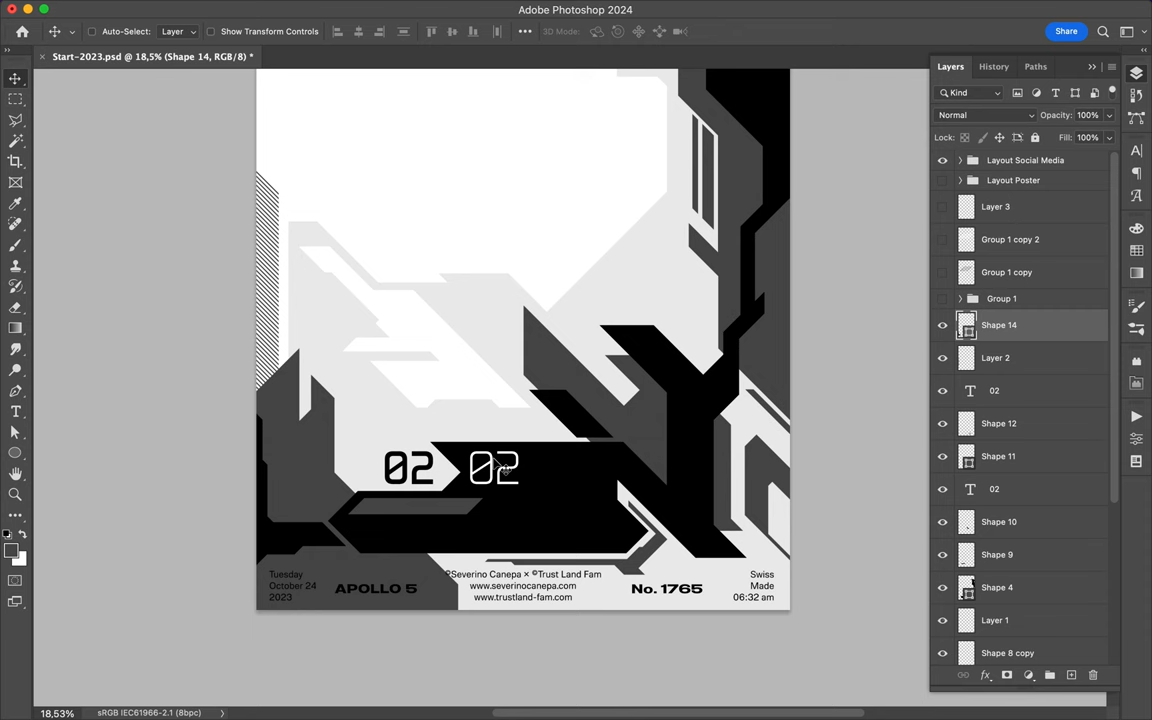 Adobe Photoshop 2024
Auto-Select: Layer Show Transform Controls 3D Mode: Share
Start-2023.psd @ 18,5% (Shape 14, RGB/8) *
Layers History Paths
Kind
Normal Opacity: 100%
Lock: Fill: 100%
Layout Social Media
Layout Poster
Layer 3
Group 1 copy 2
Group 1 copy
Group 1
Shape 14
Layer 2
02
Shape 12
Shape 11
02
Shape 10
Shape 9
Shape 4
Layer 1
Shape 8 copy
02 02
Tuesday
October 24
2023
APOLLO 5
©Severino Canepa × ©Trust Land Fam
www.severinocanepa.com
www.trustland-fam.com
No. 1765
Swiss
Made
06:32 am
18,53% sRGB IEC61966-2.1 (8bpc)